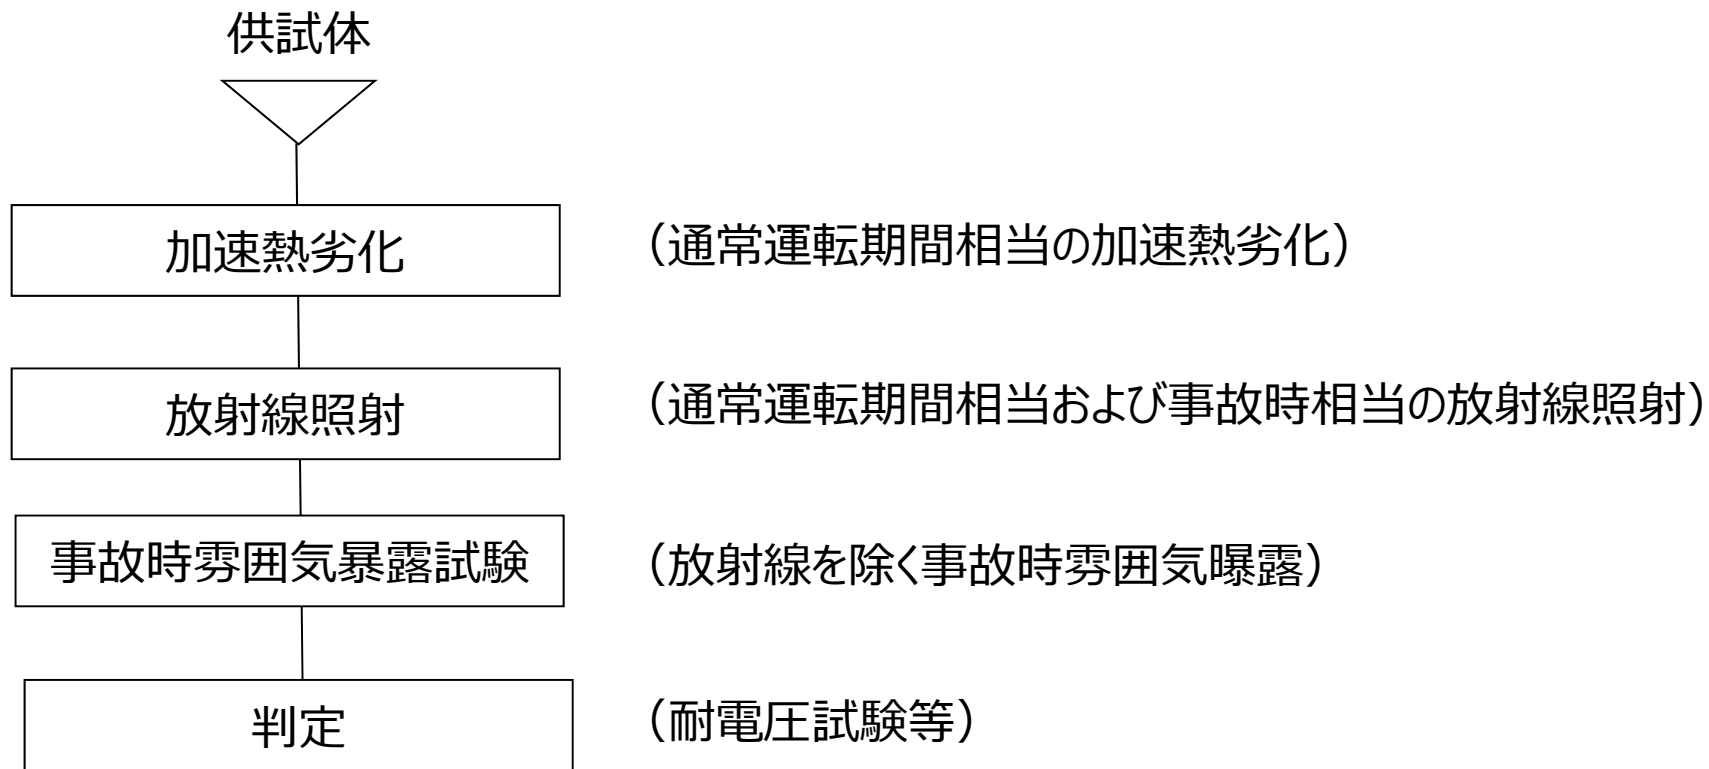 供試体
加速熱劣化
（通常運転期間相当の加速熱劣化）
放射線照射
（通常運転期間相当および事故時相当の放射線照射）
事故時雰囲気暴露試験
（放射線を除く事故時雰囲気曝露）
判定
（耐電圧試験等）